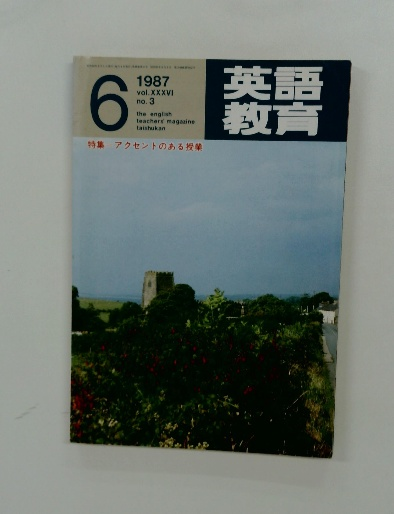 6
1987
vol.XXXVI
no.3
the english
teachers' magazine
taishukan
英語
教育
特集 アクセントのある授業